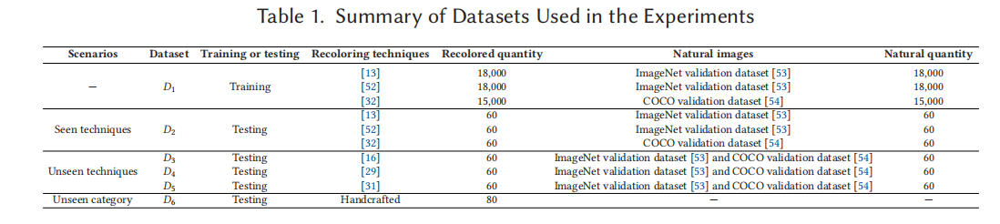 Table 1. Summary of Datasets Used in the Experiments
Scenarios Dataset Training or testing Recoloring techniques Recolored quantity Natural images Natural quantity
[13] 18,000 ImageNet validation dataset [53] 18,000
— D1 Training [52] 18,000 ImageNet validation dataset [53] 18,000
[32] 15,000 COCO validation dataset [54] 15,000
[13] 60 ImageNet validation dataset [53] 60
Seen techniques D2 Testing [52] 60 ImageNet validation dataset [53] 60
[32] 60 COCO validation dataset [54] 60
D3 Testing [16] 60 ImageNet validation dataset [53] and COCO validation dataset [54] 60
Unseen techniques D4 Testing [29] 60 ImageNet validation dataset [53] and COCO validation dataset [54] 60
D5 Testing [31] 60 ImageNet validation dataset [53] and COCO validation dataset [54] 60
Unseen category D6 Testing Handcrafted 80 — —